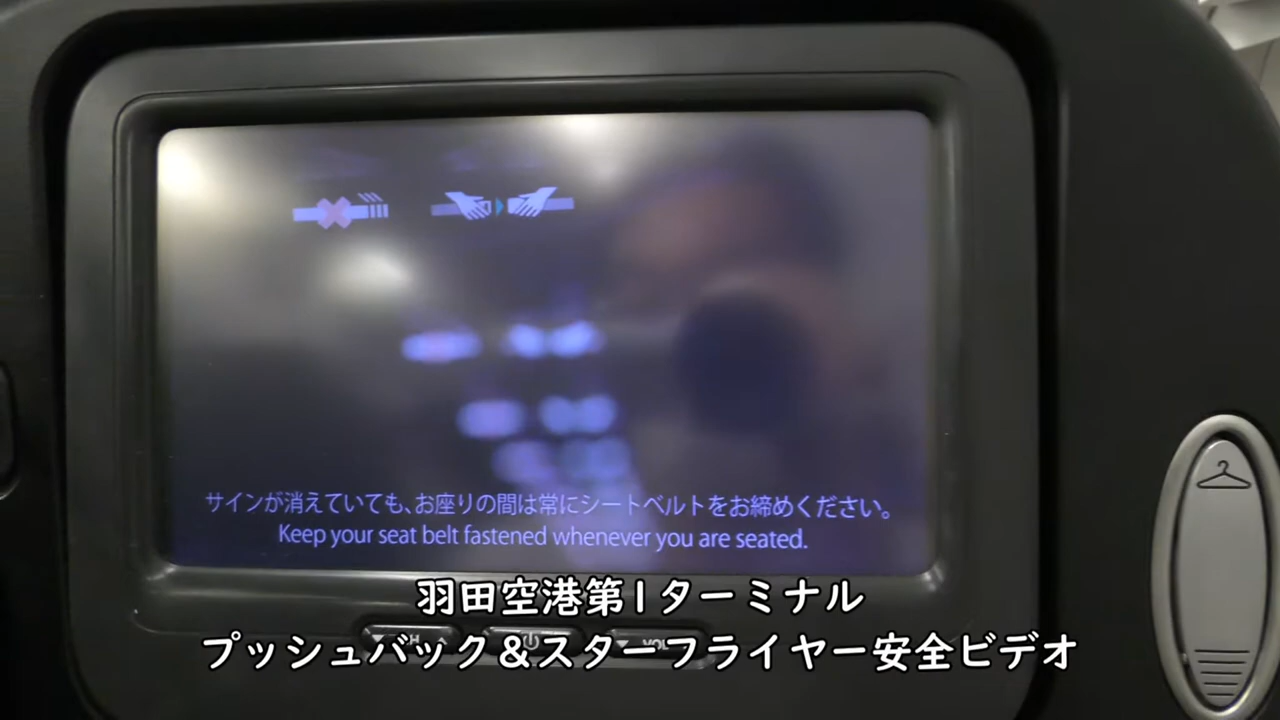 サインが消えていても、お座りの間は常にシートベルトをお締めください。
Keep your seat belt fastened whenever you are seated.
羽田空港第1ターミナル
CH
VOL
プッシュバック＆スターフライヤー安全ビデオ